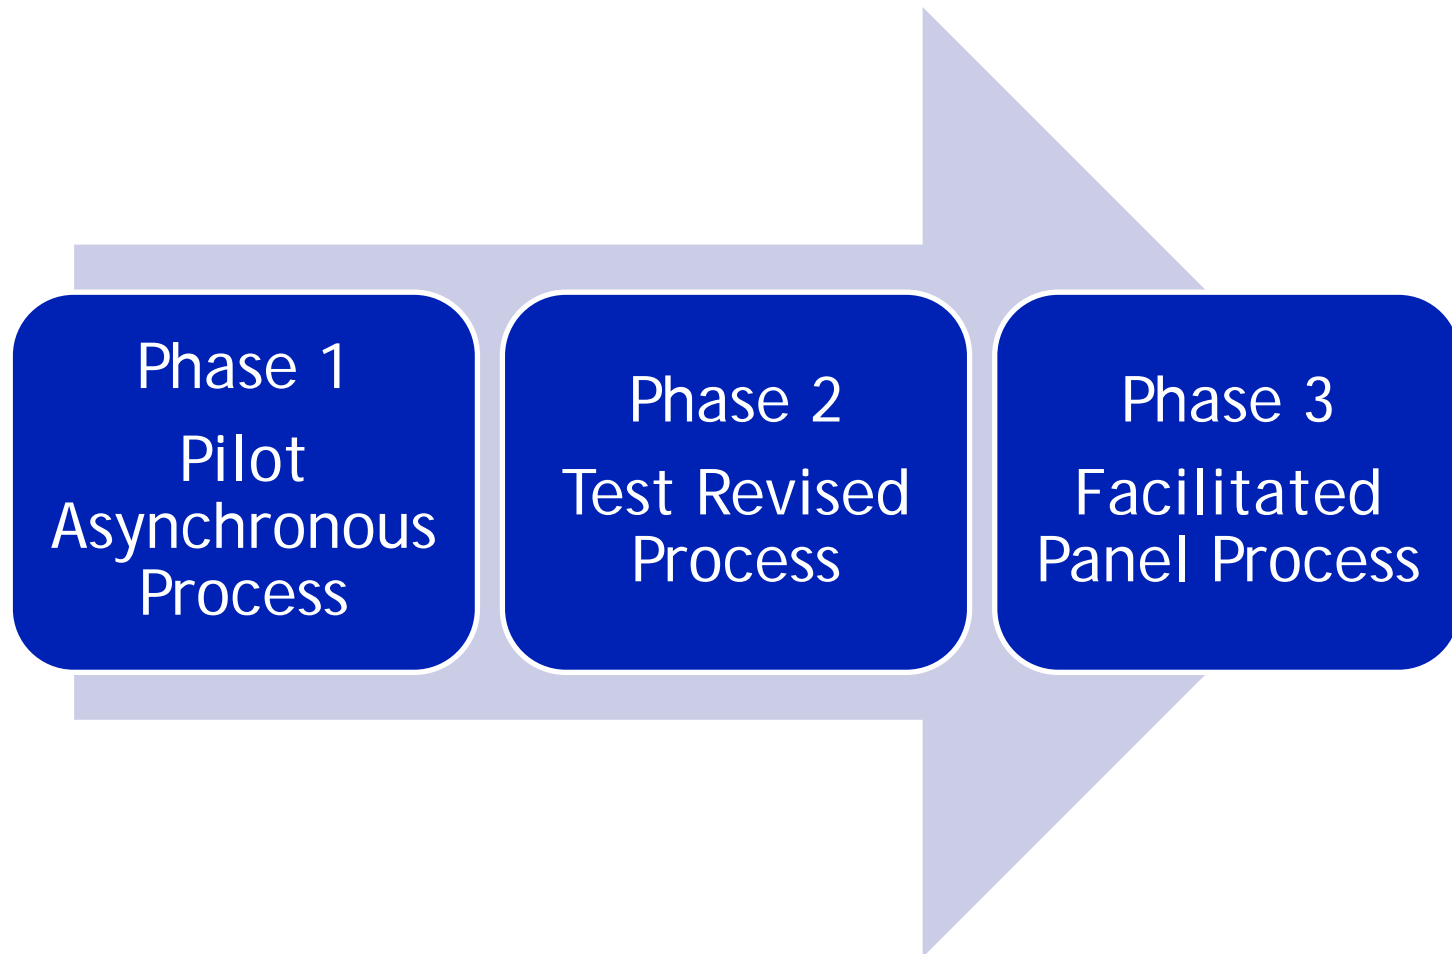 Phase 1
Pilot
Asynchronous
Process
Phase 2
Test Revised
Process
Phase 3
Facilitated
Panel Process